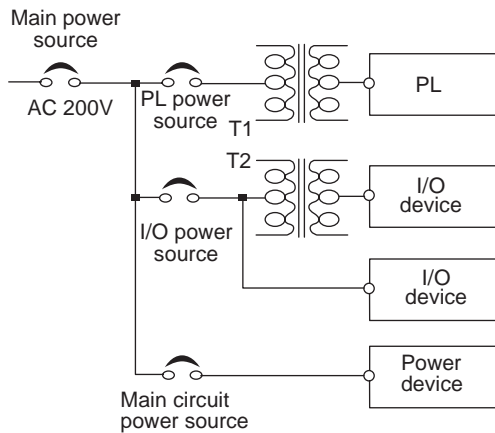 Main power
source
AC 200V
PL power
source
T1
PL
T2
I/O power
source
I/O
device
I/O
device
Main circuit
power source
Power
device